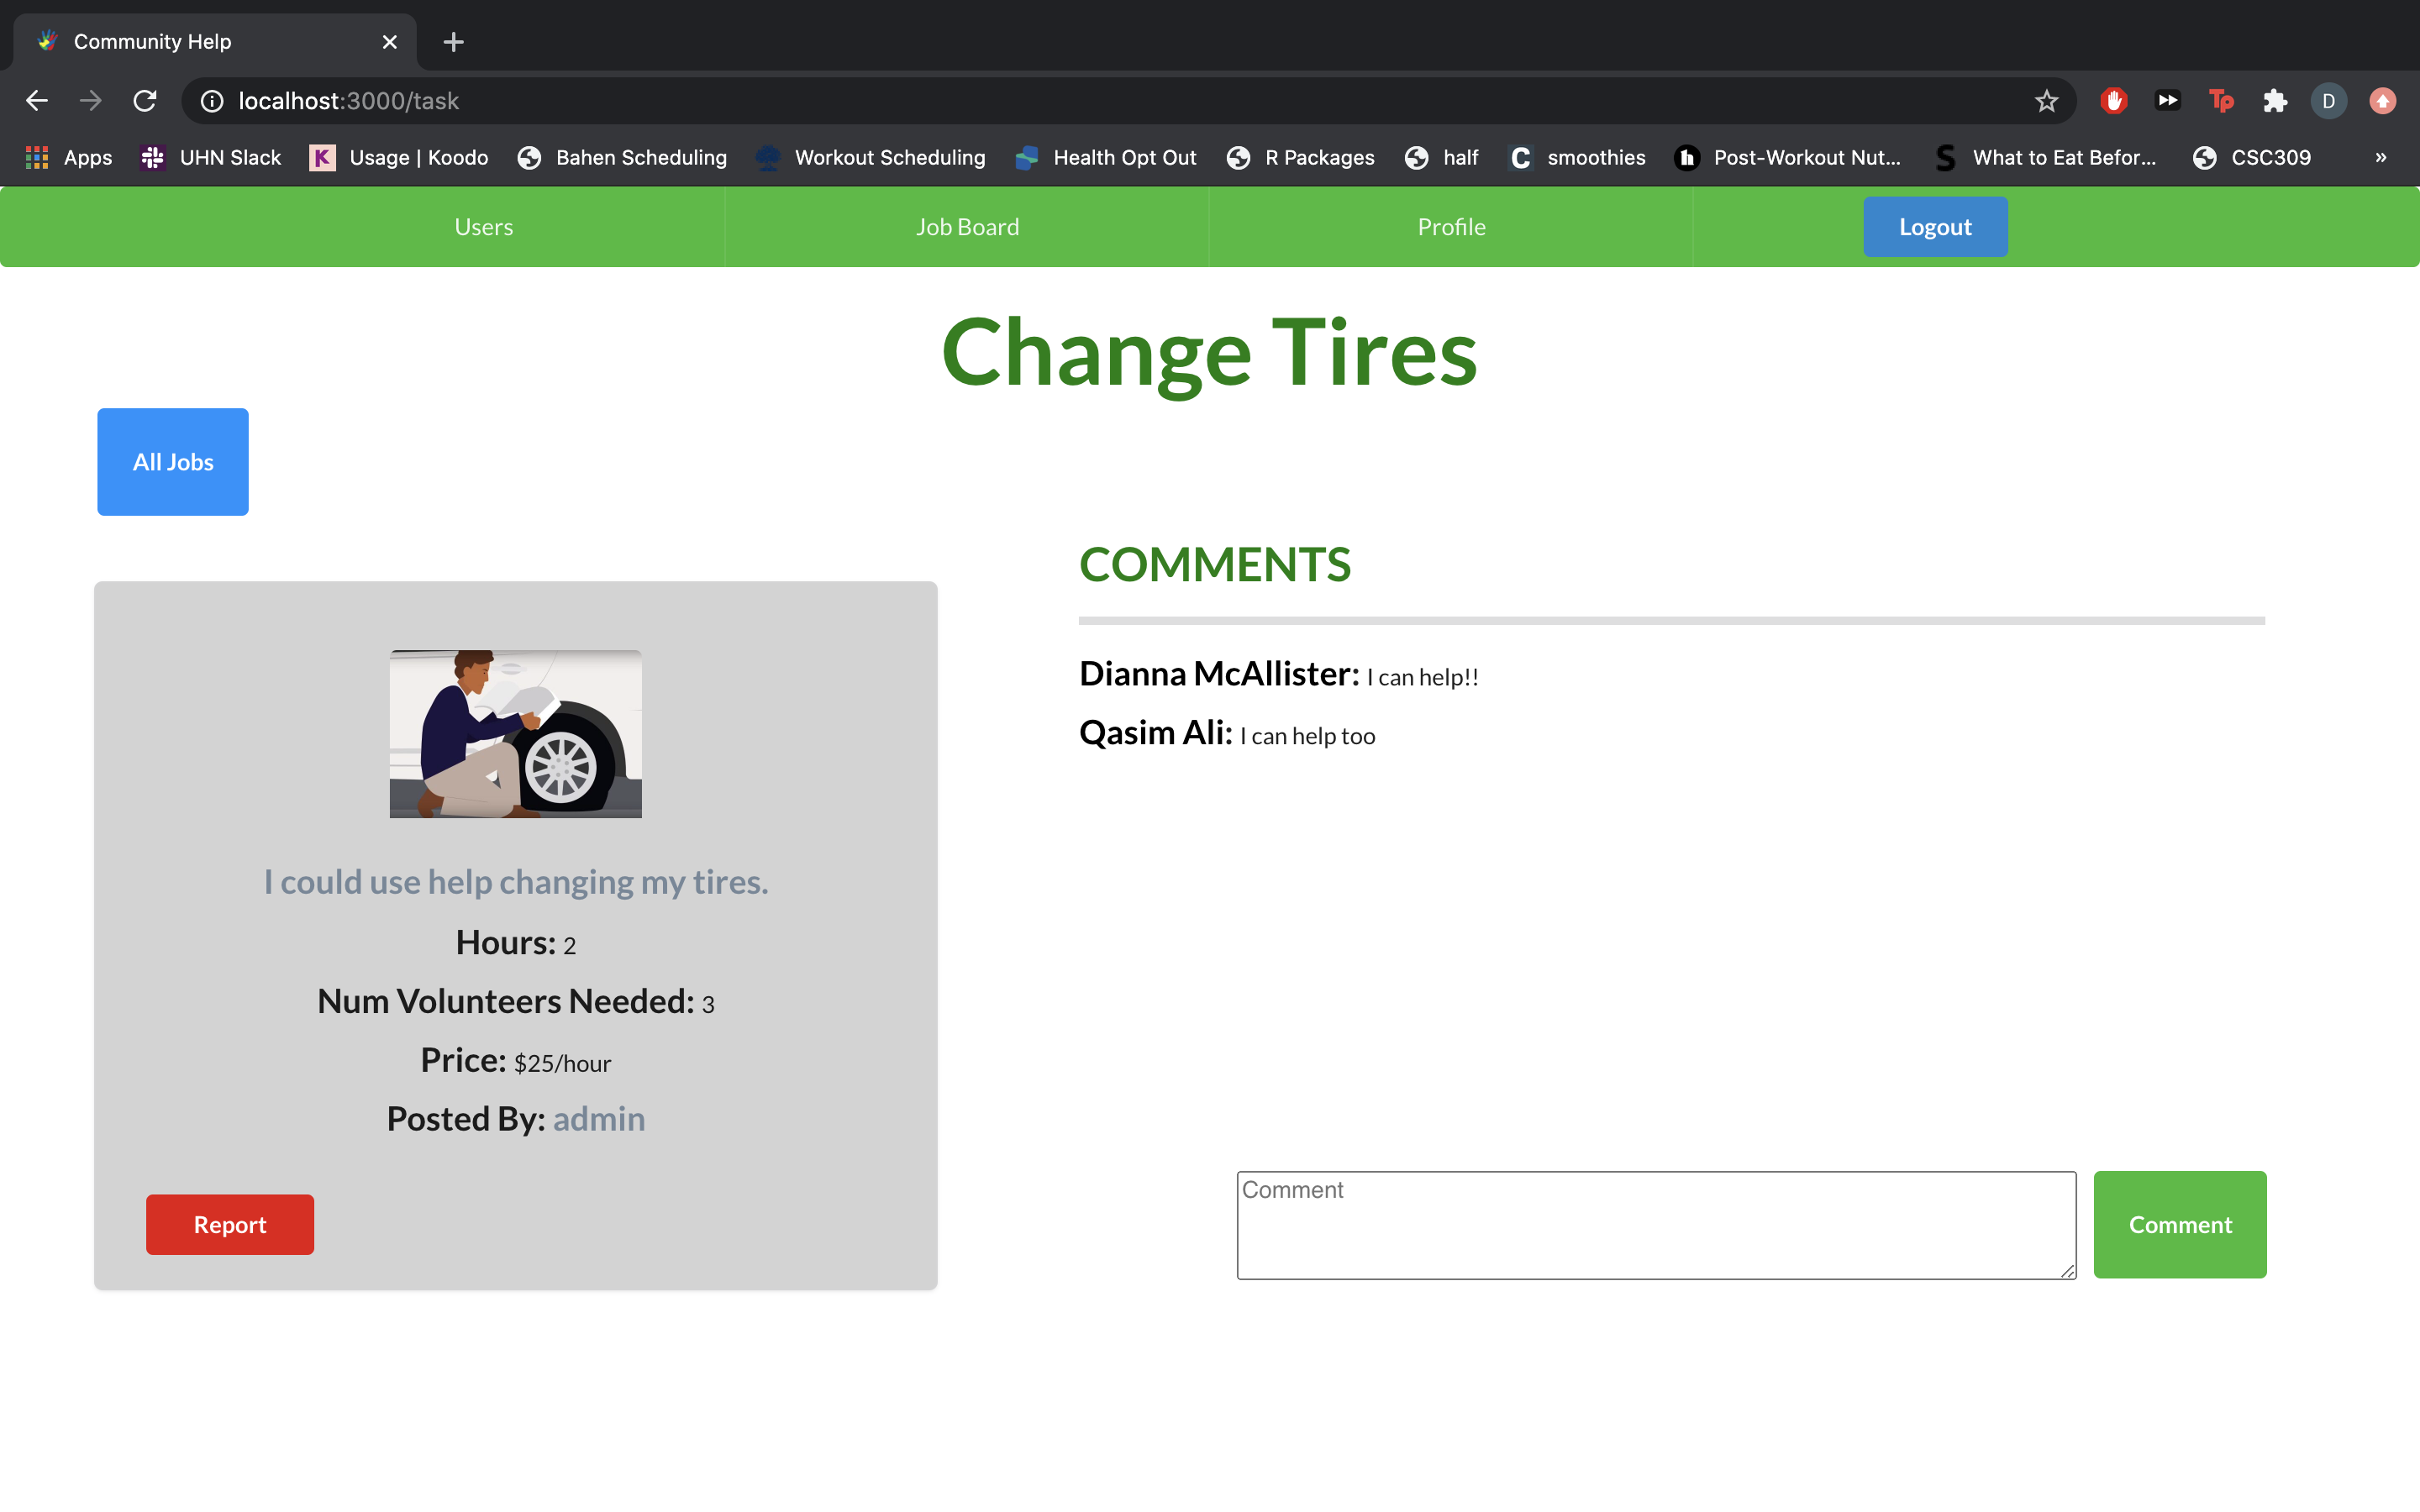 Community Help
localhost:3000/task
Apps UHN Slack Usage | Koodo Bahen Scheduling Workout Scheduling Health Opt Out R Packages half smoothies Post-Workout Nut... What to Eat Befor... CSC309 »
Users Job Board Profile Logout
Change Tires
All Jobs
I could use help changing my tires.
Hours: 2
Num Volunteers Needed: 3
Price: $25/hour
Posted By: admin
Report
COMMENTS
Dianna McAllister: I can help!!
Qasim Ali: I can help too
Comment
Comment